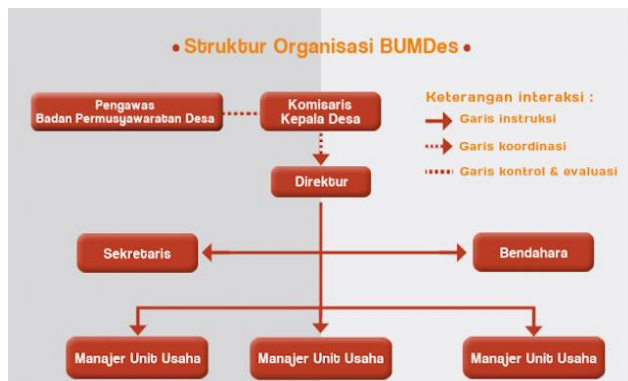 • Struktur Organisasi BUMDes •
Pengawas
Badan Permusyawaratan Desa
Komisaris
Kepala Desa
Keterangan interaksi :
Garis instruksi
Garis koordinasi
Garis kontrol & evaluasi
Direktur
Sekretaris
Bendahara
Manajer Unit Usaha
Manajer Unit Usaha
Manajer Unit Usaha